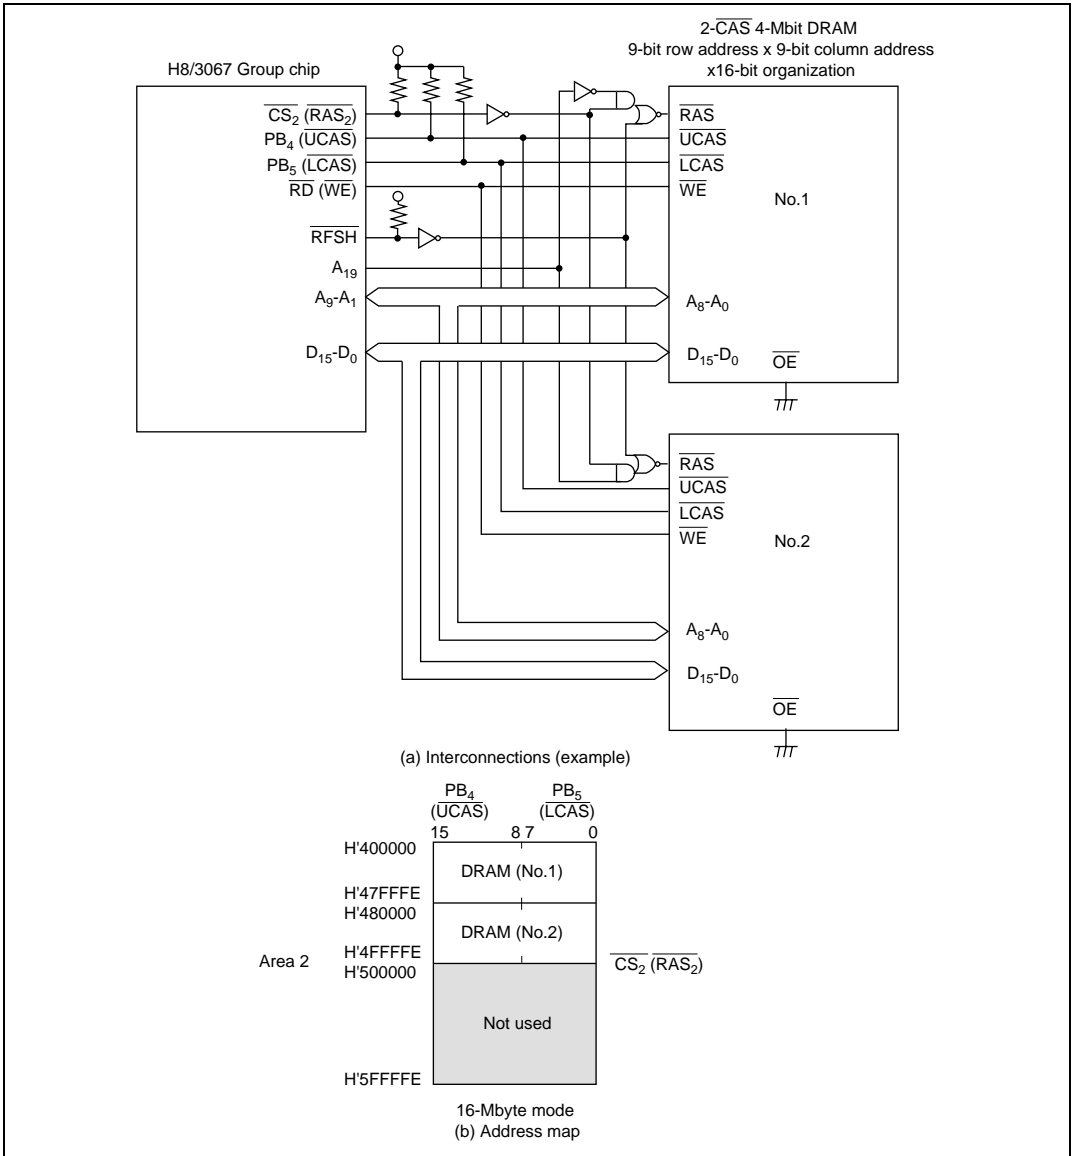 2-CAS 4-Mbit DRAM
9-bit row address x 9-bit column address
x16-bit organization
H8/3067 Group chip
CS2 (RAS2)
PB4 (UCAS)
PB5 (LCAS)
RD (WE)
RFSH
A19
A9-A1
D15-D0
RAS
UCAS
LCAS
WE
No.1
A8-A0
D15-D0
OE
RAS
UCAS
LCAS
WE
No.2
A8-A0
D15-D0
OE
(a) Interconnections (example)
PB4 PB5
(UCAS) (LCAS)
15 8 7 0
H'400000
DRAM (No.1)
H'47FFFE
H'480000
DRAM (No.2)
H'4FFFFE
Area 2
CS2 (RAS2)
H'500000
Not used
H'5FFFFE
16-Mbyte mode
(b) Address map